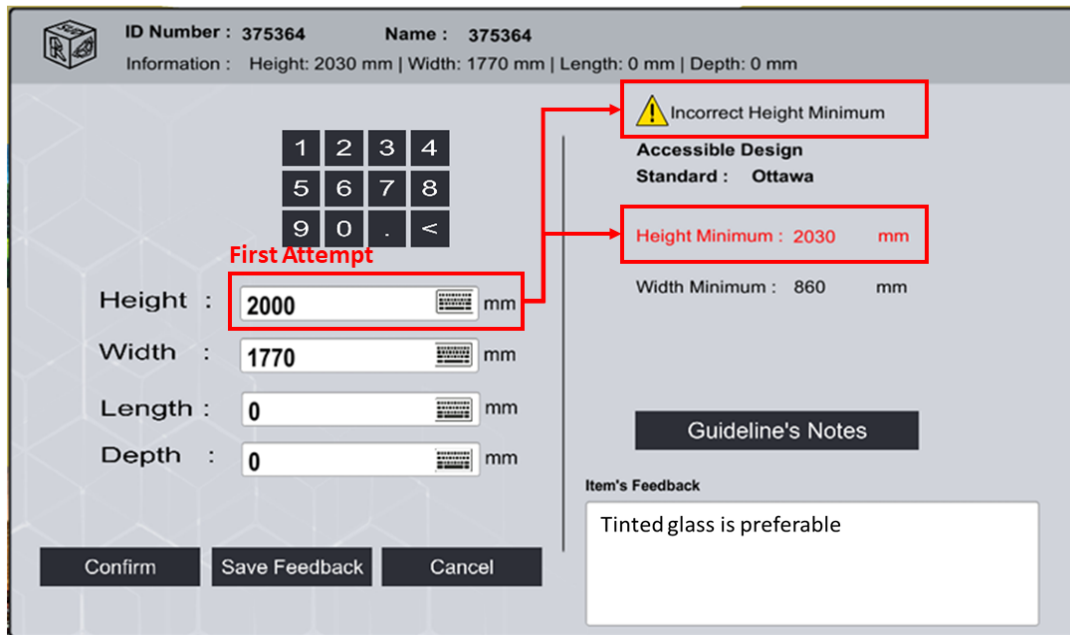 ID Number : 375364 Name : 375364
Information : Height: 2030 mm | Width: 1770 mm | Length: 0 mm | Depth: 0 mm
1 2 3 4
5 6 7 8
9 0 . <
First Attempt
Height : 2000 mm
Width : 1770 mm
Length : 0 mm
Depth : 0 mm
Confirm Save Feedback Cancel
Incorrect Height Minimum
Accessible Design
Standard : Ottawa
Height Minimum : 2030 mm
Width Minimum : 860 mm
Guideline's Notes
Item's Feedback
Tinted glass is preferable